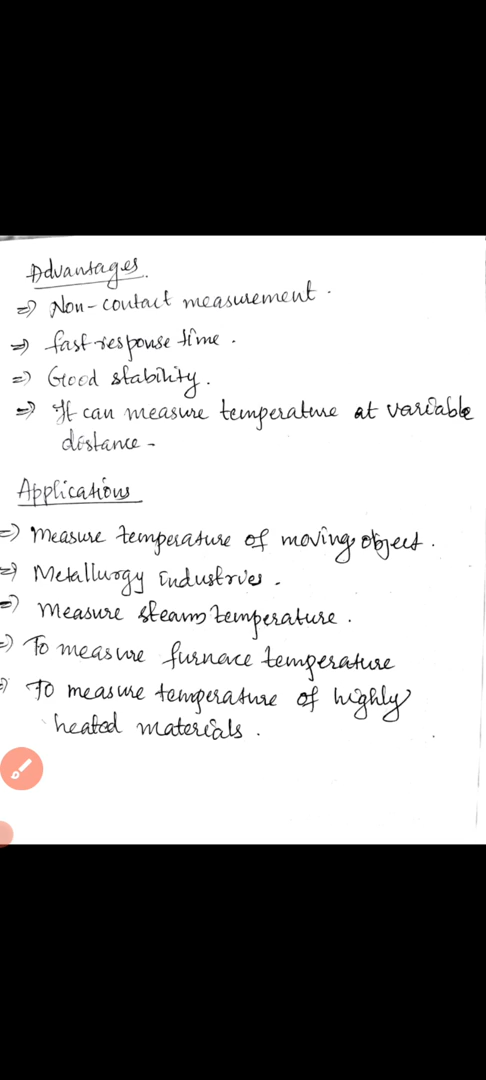 Advantages.
=) Non-contact measurement.
=) fast response time.
=) Good stability.
=) It can measure temperature at variable
distance -
Applications
=) Measure temperature of moving object.
=) Metallurgy industries.
=) Measure steam temperature.
=) To measure furnace temperature
=) To measure temperature of highly
heated materials.